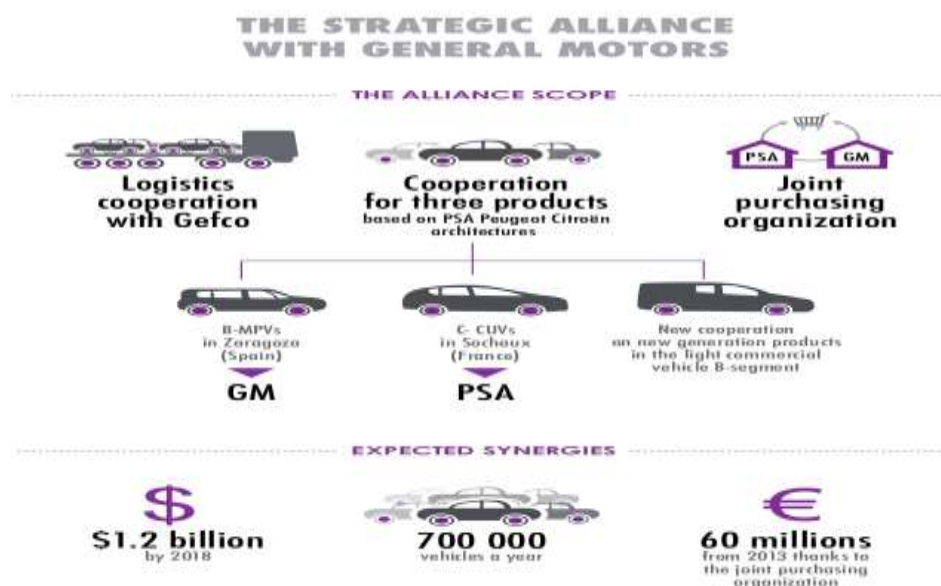 THE STRATEGIC ALLIANCE
WITH GENERAL MOTORS
THE ALLIANCE SCOPE
Logistics
cooperation
with Gefco
Cooperation
for three products
based on PSA Peugeot Citroën
architectures
PSA
GM
Joint
purchasing
organization
B-MPVs
in Zaragoza
(Spain)
GM
C- CUVs
in Sochaux
(France)
PSA
New cooperation
on new generation products
in the light commercial
vehicle B-segment
EXPECTED SYNERGIES
$
$1.2 billion
by 2018
700 000
vehicles a year
€
60 millions
from 2013 thanks to
the joint purchasing
organization